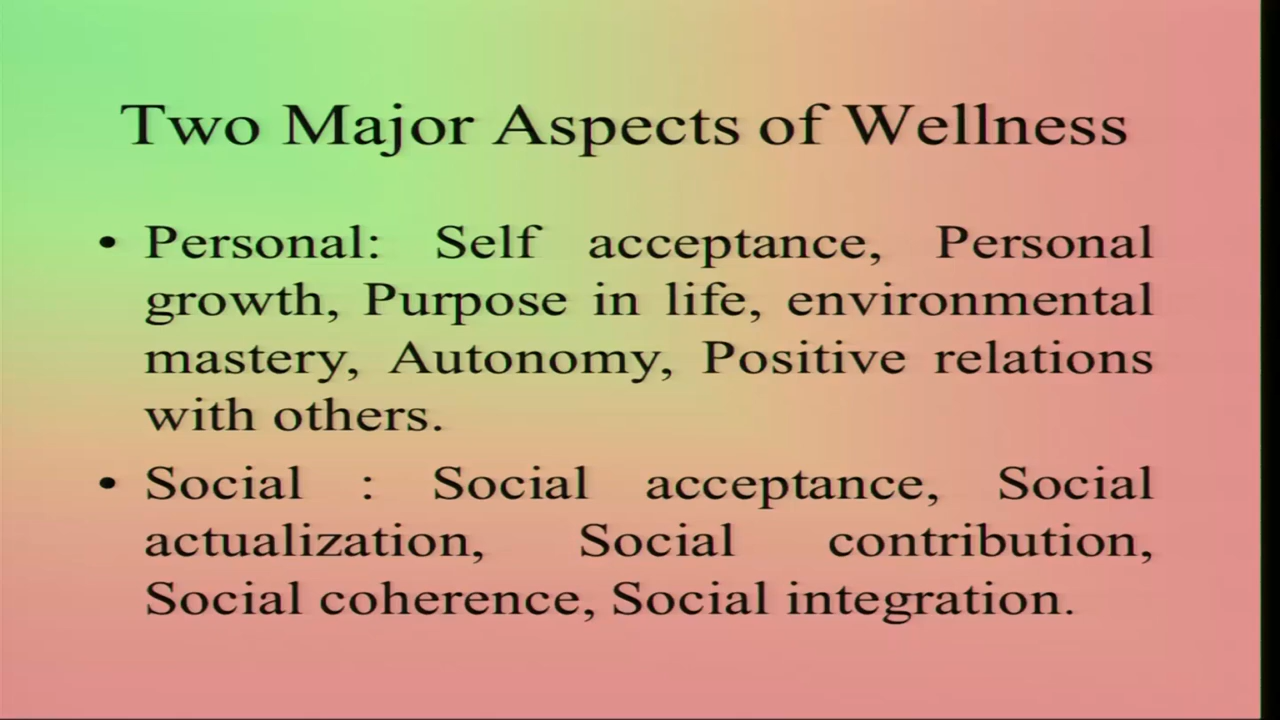 Two Major Aspects of Wellness
• Personal: Self acceptance, Personal
growth, Purpose in life, environmental
mastery, Autonomy, Positive relations
with others.
• Social : Social acceptance, Social
actualization, Social contribution,
Social coherence, Social integration.